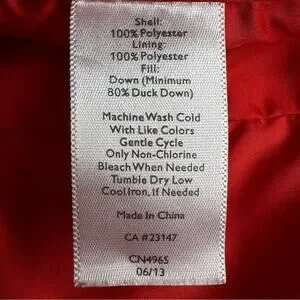 Shell:
100% Polyester
Lining:
100% Polyester
Fill:
Down (Minimum
80% Duck Down)
Machine Wash Cold
With Like Colors
Gentle Cycle
Only Non-Chlorine
Bleach When Needed
Tumble Dry Low
Cool Iron, If Needed
Made In China
CA #23147
CN4965
06/13